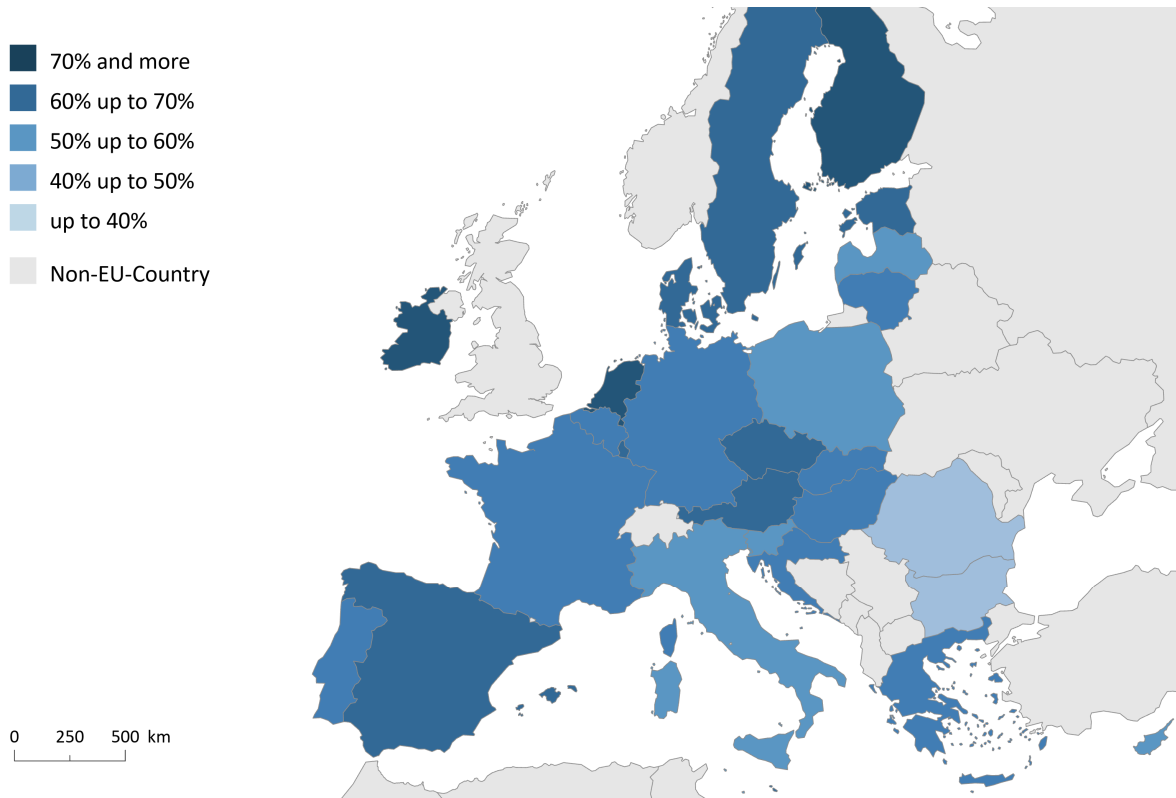 70% and more
60% up to 70%
50% up to 60%
40% up to 50%
up to 40%
Non-EU-Country
0 250 500 km